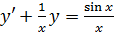 y′ + 1/x y = sin x/x